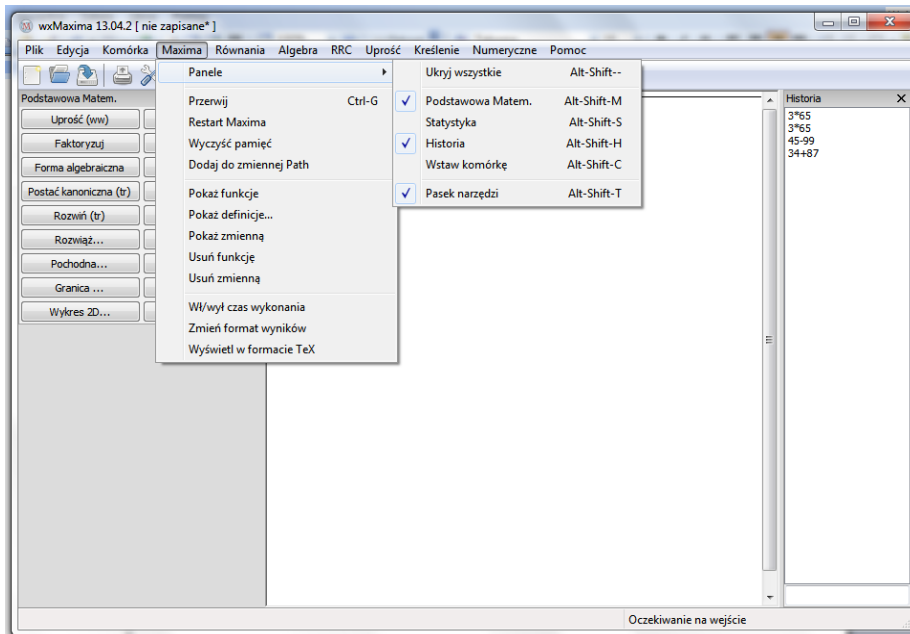 wxMaxima 13.04.2 [ nie zapisane* ]
Plik Edycja Komórka Maxima Równania Algebra RRC Uprość Kreślenie Numeryczne Pomoc
Podstawowa Matem.
Uprość (ww)
Faktoryzuj
Forma algebraiczna
Postać kanoniczna (tr)
Rozwiń (tr)
Rozwiąż...
Pochodna...
Granica ...
Wykres 2D...
Panele
Przerwij Ctrl-G
Restart Maxima
Wyczyść pamięć
Dodaj do zmiennej Path
Pokaż funkcje
Pokaż definicje...
Pokaż zmienną
Usuń funkcję
Usuń zmienną
Wł/wył czas wykonania
Zmień format wyników
Wyświetl w formacie TeX
Ukryj wszystkie Alt-Shift--
Podstawowa Matem. Alt-Shift-M
Statystyka Alt-Shift-S
Historia Alt-Shift-H
Wstaw komórkę Alt-Shift-C
Pasek narzędzi Alt-Shift-T
Historia
3*65
3*65
45-99
34+87
Oczekiwanie na wejście